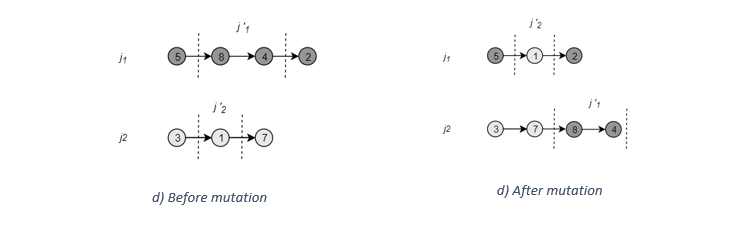 j'1
j1 5 8 4 2
j'2
j2 3 1 7
d) Before mutation
j'2
j1 5 1 2
j'1
j2 3 7 8 4
d) After mutation